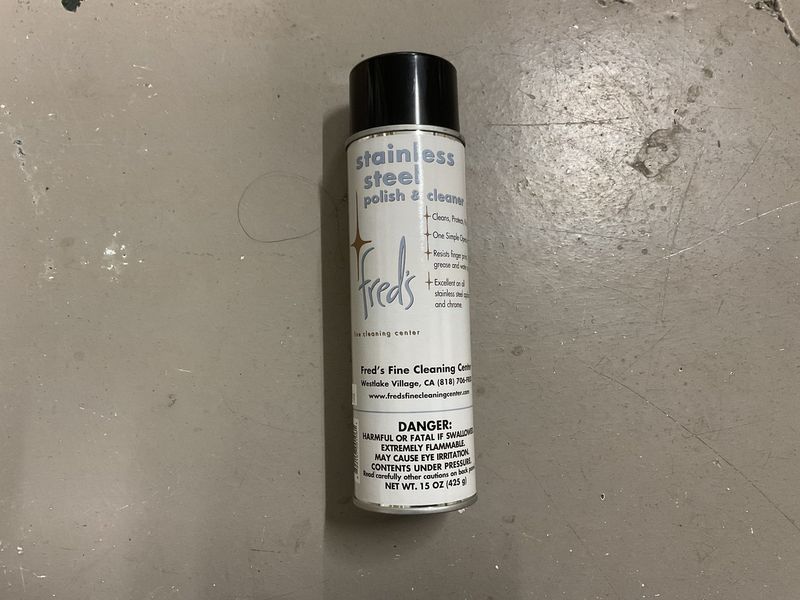 stainless
steel
polish & cleaner
Cleans, Protects,
One Simple
Resists finger
grease and
Excellent on all
stainless steel
and chrome.
fred's
fine cleaning center
Fred's Fine Cleaning Center
Westlake Village, CA (818) 706-
www.fredsfinecleaningcenter.com
DANGER:
HARMFUL OR FATAL IF SWALLOWED.
EXTREMELY FLAMMABLE.
MAY CAUSE EYE IRRITATION.
CONTENTS UNDER PRESSURE.
Read carefully other cautions on back
NET WT. 15 OZ (425 g)